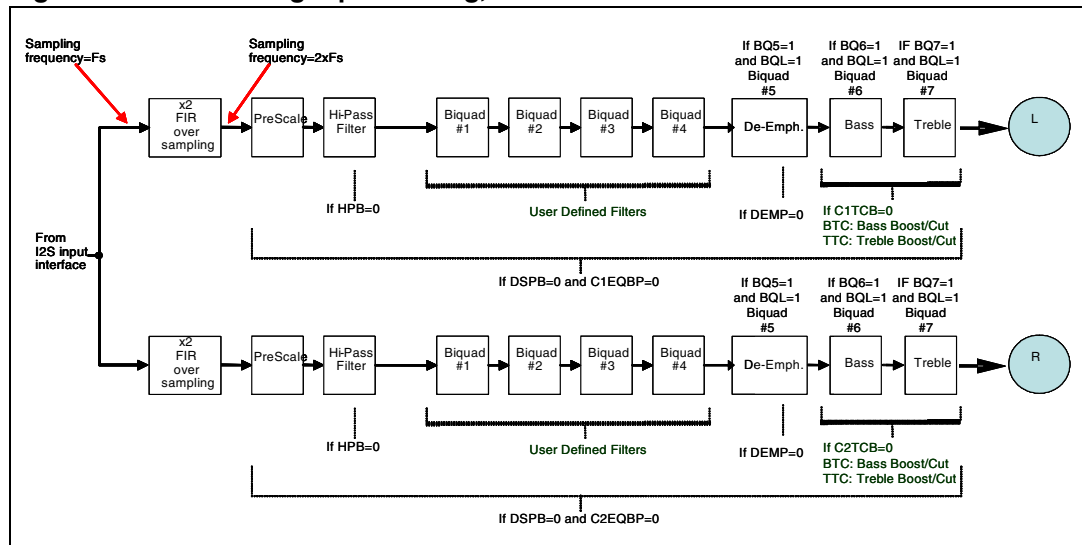 Sampling
frequency=Fs
Sampling
frequency=2xFs
If BQ5=1
and BQL=1
Biquad
#5
If BQ6=1
and BQL=1
Biquad
#6
IF BQ7=1
and BQL=1
Biquad
#7
x2
FIR
over
sampling
PreScale
Hi-Pass
Filter
Biquad
#1
Biquad
#2
Biquad
#3
Biquad
#4
De-Emph.
Bass
Treble
L
If HPB=0
User Defined Filters
If DEMP=0
If C1TCB=0
BTC: Bass Boost/Cut
TTC: Treble Boost/Cut
From
I2S input
interface
If DSPB=0 and C1EQBP=0
If BQ5=1
and BQL=1
Biquad
#5
If BQ6=1
and BQL=1
Biquad
#6
IF BQ7=1
and BQL=1
Biquad
#7
x2
FIR
over
sampling
PreScale
Hi-Pass
Filter
Biquad
#1
Biquad
#2
Biquad
#3
Biquad
#4
De-Emph.
Bass
Treble
R
If HPB=0
User Defined Filters
If DEMP=0
If C2TCB=0
BTC: Bass Boost/Cut
TTC: Treble Boost/Cut
If DSPB=0 and C2EQBP=0